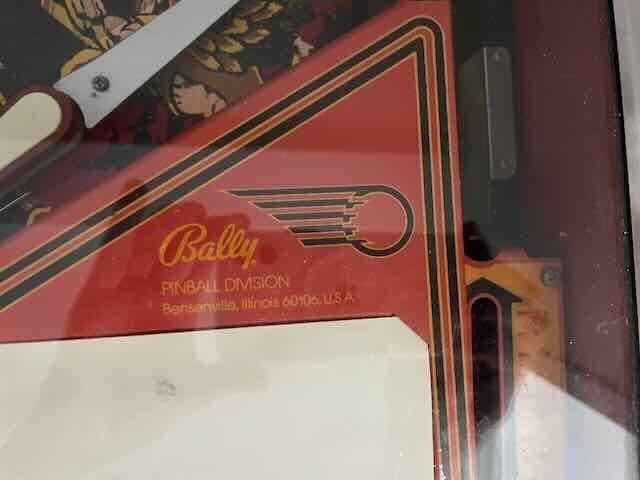 Bally
PINBALL DIVISION
Bensenville, Illinois 60106, U.S.A